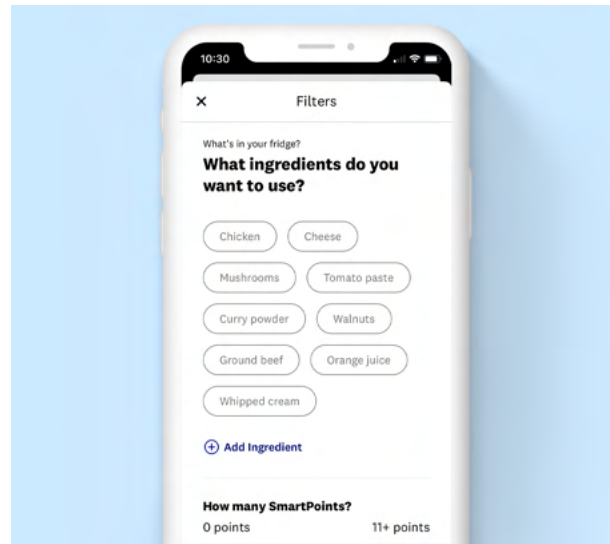 10:30
Filters
What's in your fridge?
What ingredients do you
want to use?
Chicken Cheese
Mushrooms Tomato paste
Curry powder Walnuts
Ground beef Orange juice
Whipped cream
Add Ingredient
How many SmartPoints?
0 points 11+ points